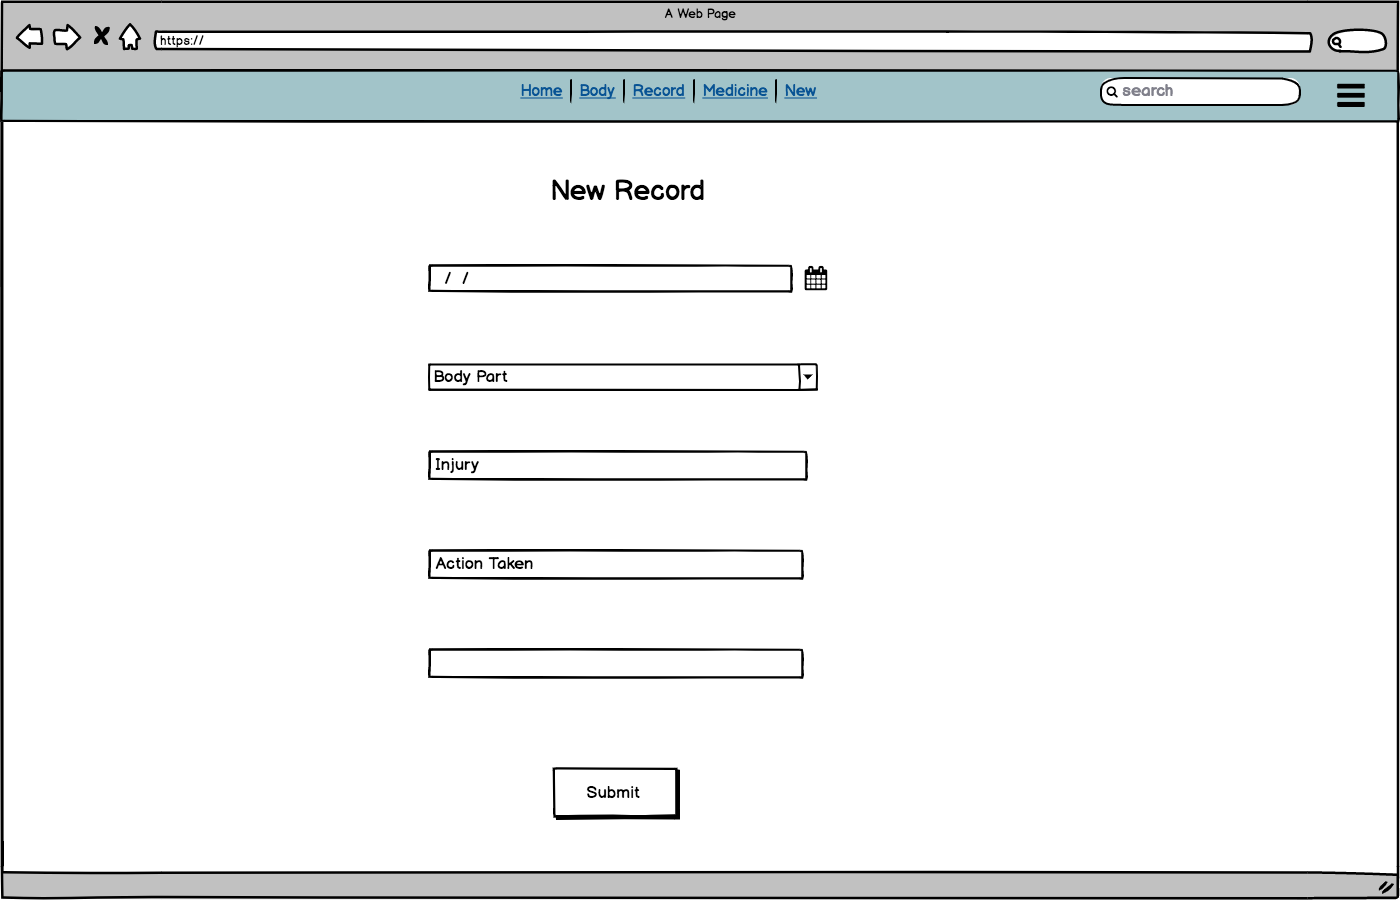 A Web Page
https://
Home | Body | Record | Medicine | New
search
New Record
/ /
Body Part
Injury
Action Taken
Submit